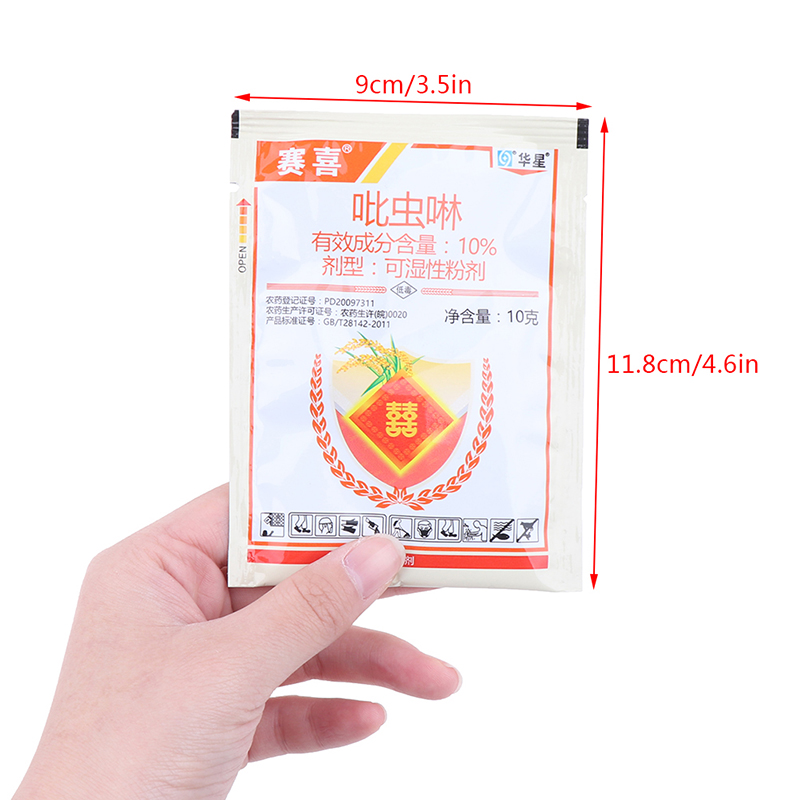 9cm/3.5in
赛喜®
华星®
吡虫啉
有效成分含量：10%
剂型：可湿性粉剂
低毒
OPEN
农药登记证号：PD20097311
农药生产许可证号：农药生许(皖)0020
产品标准证号：GB/T28142-2011
净含量：10克
11.8cm/4.6in
囍
剂